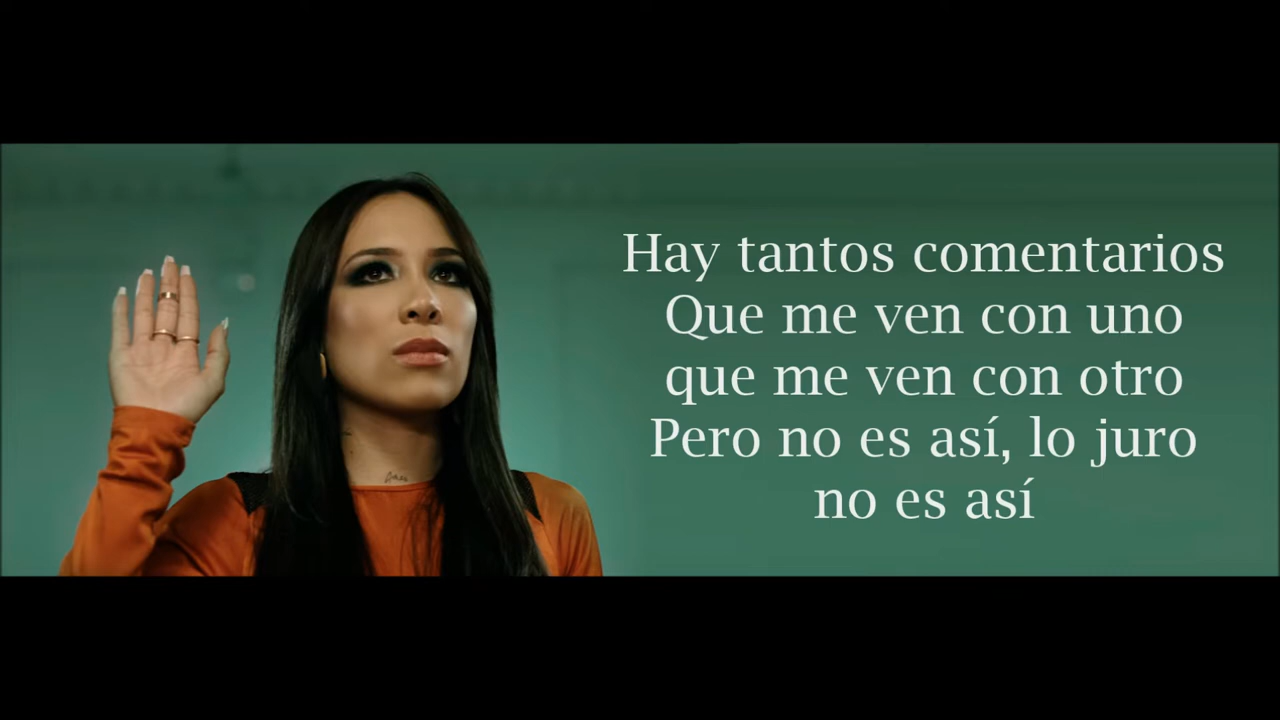 Hay tantos comentarios
Que me ven con uno
que me ven con otro
Pero no es así, lo juro
no es así